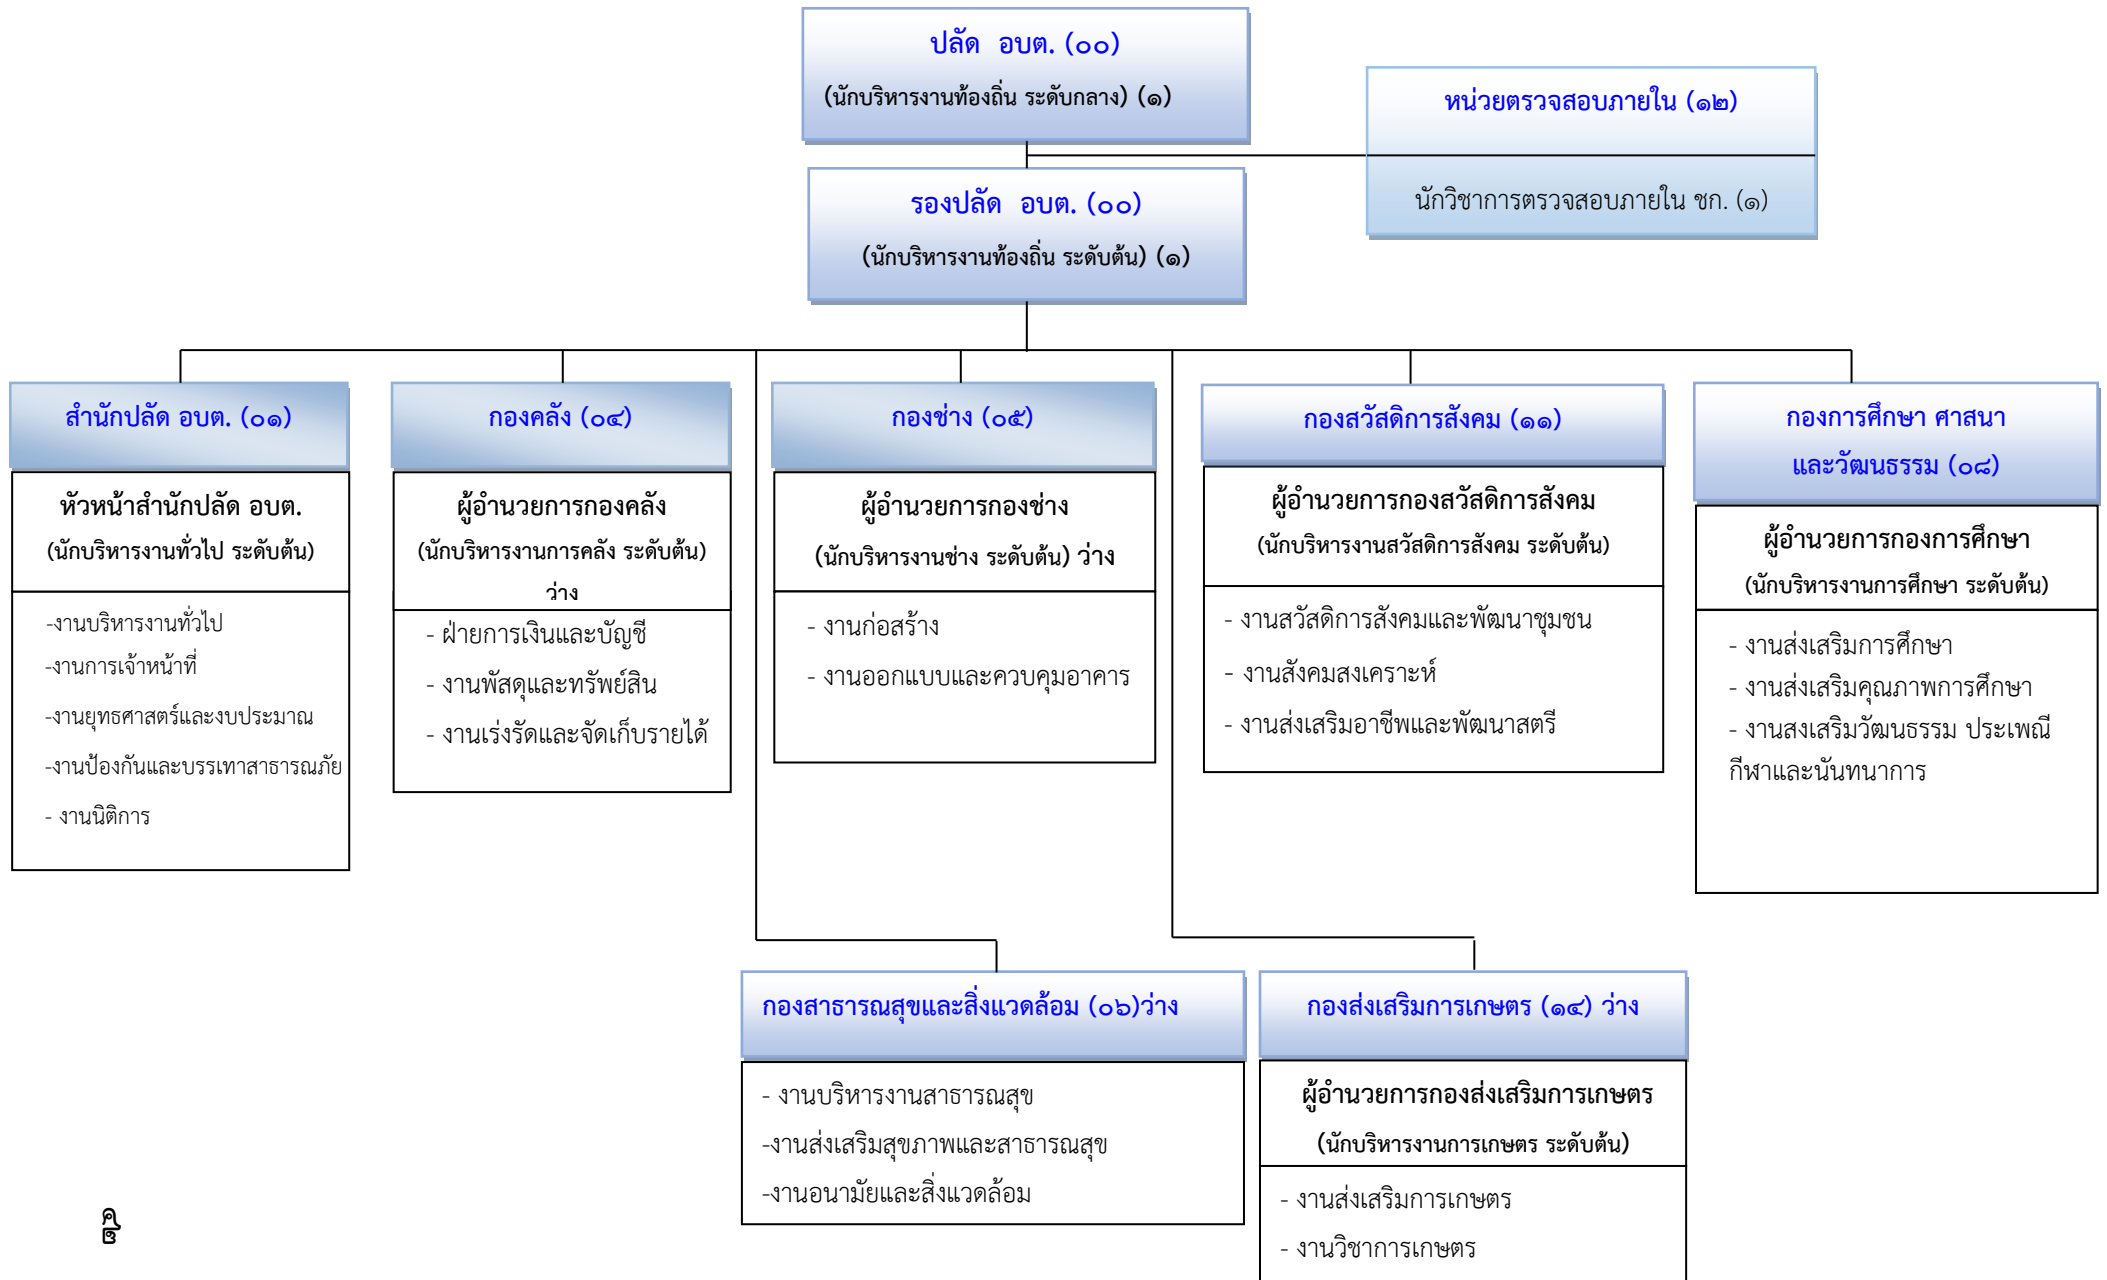 ปลัด  อบต. (๐๐)
(นักบริหารงานท้องถิ่น ระดับกลาง) (๑)
หน่วยตรวจสอบภายใน (๑๒)
นักวิชาการตรวจสอบภายใน ชก. (๑)
รองปลัด  อบต. (๐๐)
(นักบริหารงานท้องถิ่น ระดับต้น) (๑)
สำนักปลัด อบต. (๐๑)
หัวหน้าสำนักปลัด อบต.
(นักบริหารงานทั่วไป ระดับต้น)
-งานบริหารงานทั่วไป
-งานการเจ้าหน้าที่
-งานยุทธศาสตร์และงบประมาณ
-งานป้องกันและบรรเทาสาธารณภัย
- งานนิติการ
กองคลัง (๐๔)
ผู้อำนวยการกองคลัง
(นักบริหารงานการคลัง ระดับต้น)
ว่าง
- ฝ่ายการเงินและบัญชี
- งานพัสดุและทรัพย์สิน
- งานเร่งรัดและจัดเก็บรายได้
กองช่าง (๐๕)
ผู้อำนวยการกองช่าง
(นักบริหารงานช่าง ระดับต้น) ว่าง
- งานก่อสร้าง
- งานออกแบบและควบคุมอาคาร
กองสวัสดิการสังคม (๑๑)
ผู้อำนวยการกองสวัสดิการสังคม
(นักบริหารงานสวัสดิการสังคม ระดับต้น)
- งานสวัสดิการสังคมและพัฒนาชุมชน
- งานสังคมสงเคราะห์
- งานส่งเสริมอาชีพและพัฒนาสตรี
กองการศึกษา ศาสนา
และวัฒนธรรม (๐๘)
ผู้อำนวยการกองการศึกษา
(นักบริหารงานการศึกษา ระดับต้น)
- งานส่งเสริมการศึกษา
- งานส่งเสริมคุณภาพการศึกษา
- งานสงเสริมวัฒนธรรม ประเพณี
กีฬาและนันทนาการ
กองสาธารณสุขและสิ่งแวดล้อม (๐๖)ว่าง
- งานบริหารงานสาธารณสุข
-งานส่งเสริมสุขภาพและสาธารณสุข
-งานอนามัยและสิ่งแวดล้อม
กองส่งเสริมการเกษตร (๑๔) ว่าง
ผู้อำนวยการกองส่งเสริมการเกษตร
(นักบริหารงานการเกษตร ระดับต้น)
- งานส่งเสริมการเกษตร
- งานวิชาการเกษตร